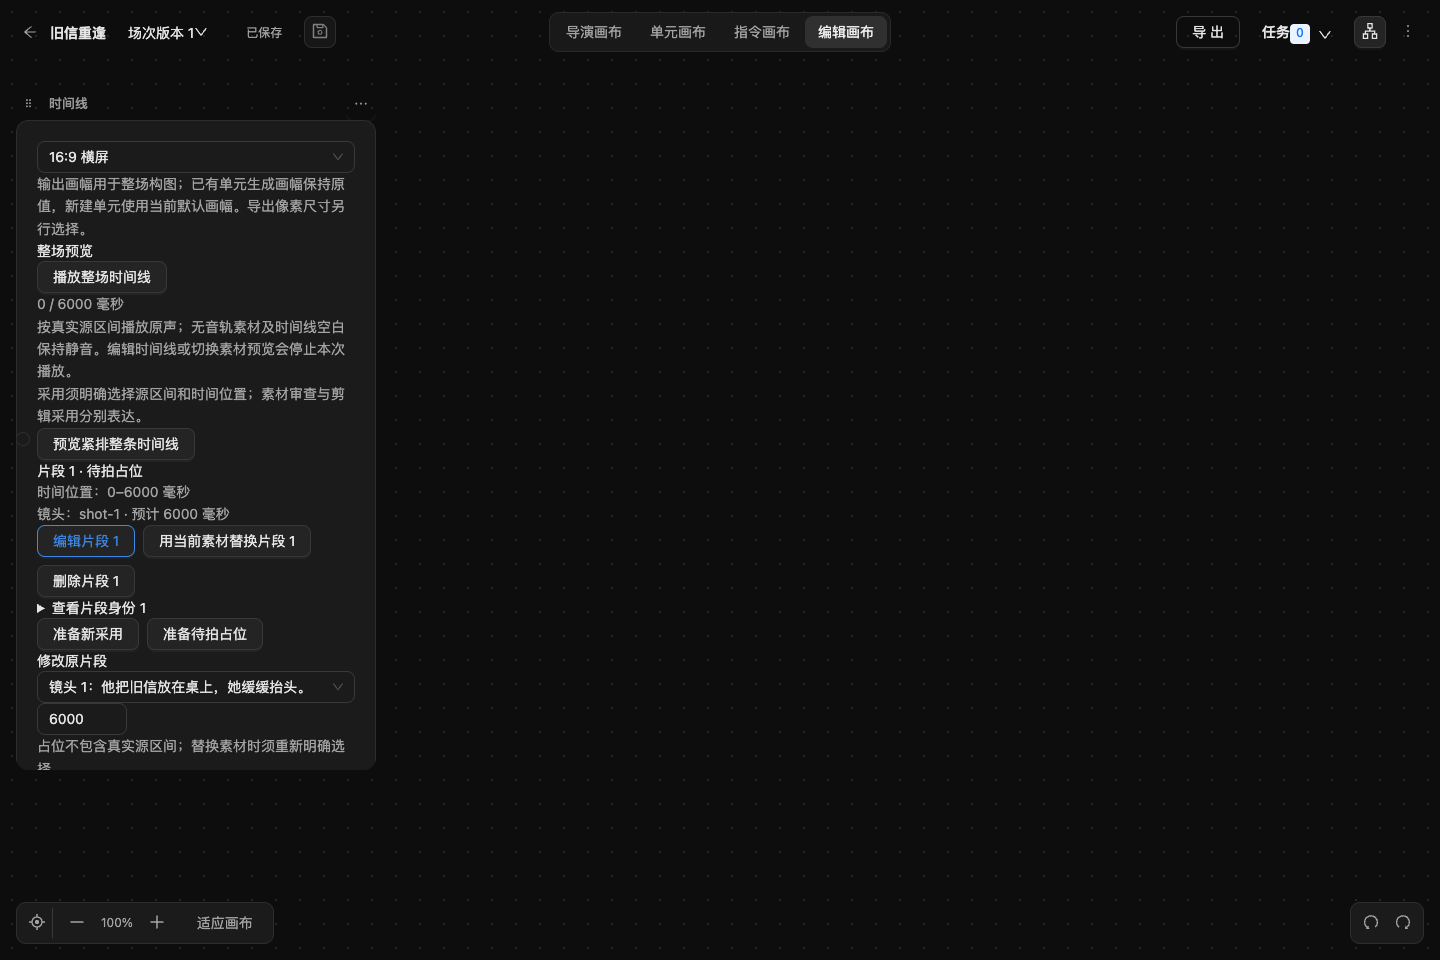 旧信重逢
场次版本 1
已保存
导演画布
单元画布
指令画布
编辑画布
导 出
任务 0
时间线
16:9 横屏
输出画幅用于整场构图；已有单元生成画幅保持原
值，新建单元使用当前默认画幅。导出像素尺寸另
行选择。
整场预览
播放整场时间线
0 / 6000 毫秒
按真实源区间播放原声；无音轨素材及时间线空白
保持静音。编辑时间线或切换素材预览会停止本次
播放。
采用须明确选择源区间和时间位置；素材审查与剪
辑采用分别表达。
预览紧排整条时间线
片段 1 · 待拍占位
时间位置：0–6000 毫秒
镜头：shot-1 · 预计 6000 毫秒
编辑片段 1
用当前素材替换片段 1
删除片段 1
查看片段身份 1
准备新采用
准备待拍占位
修改原片段
镜头 1：他把旧信放在桌上，她缓缓抬头。
6000
占位不包含真实源区间；替换素材时须重新明确选
择
100%
适应画布